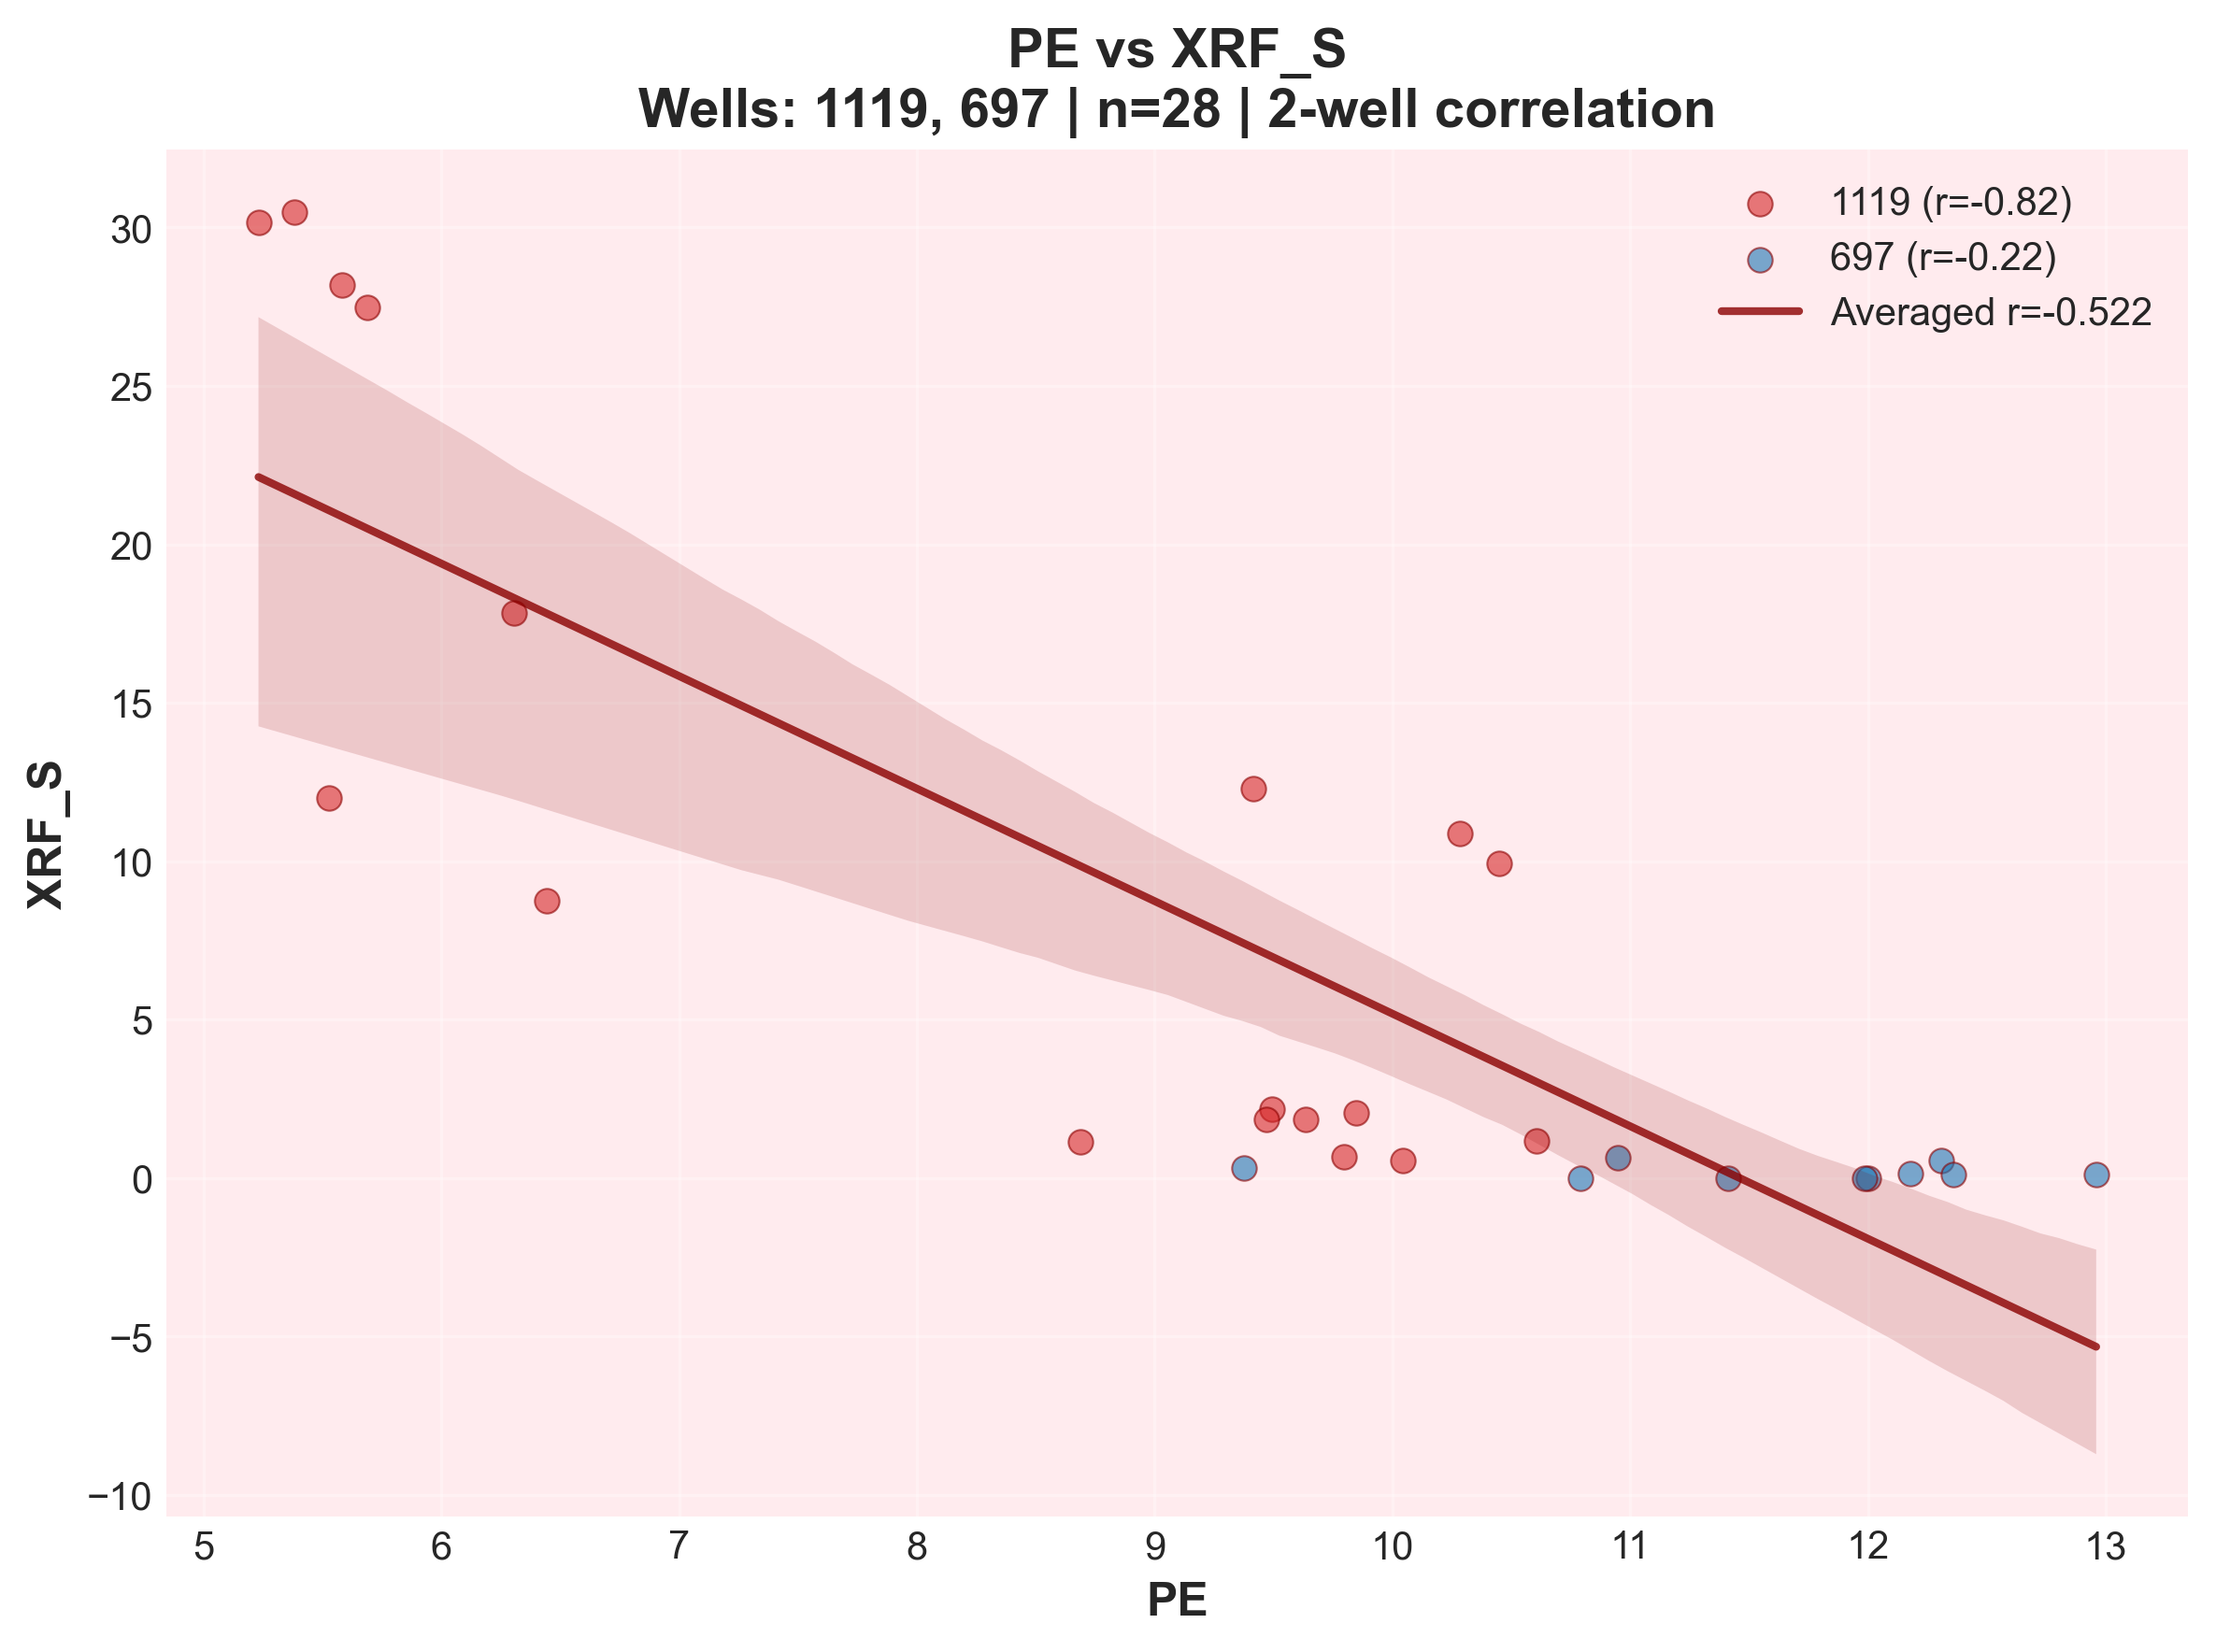 PE vs XRF_S
Wells: 1119, 697 | n=28 | 2-well correlation
1119 (r=-0.82)
697 (r=-0.22)
Averaged r=-0.522
XRF_S
30
25
20
15
10
5
0
−5
−10
5 6 7 8 9 10 11 12 13
PE